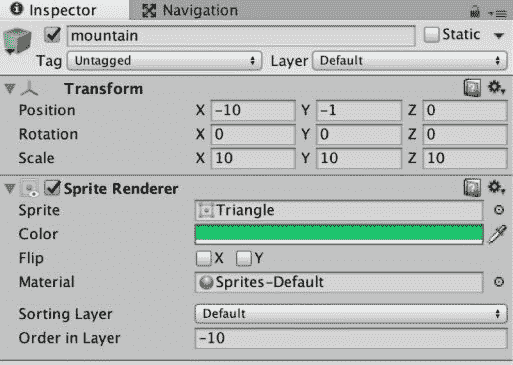 Inspector Navigation
mountain Static
Tag Untagged Layer Default
Transform
Position X -10 Y -1 Z 0
Rotation X 0 Y 0 Z 0
Scale X 10 Y 10 Z 10
Sprite Renderer
Sprite Triangle
Color
Flip X Y
Material Sprites-Default
Sorting Layer Default
Order in Layer -10